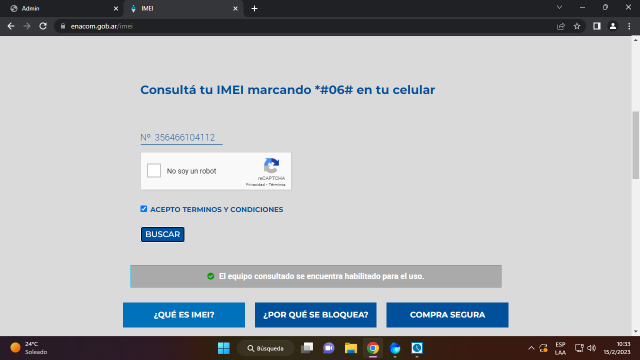 Admin
IMEI
enacom.gob.ar/imei
Consultá tu IMEI marcando *#06# en tu celular
Nº 356466104112
No soy un robot
reCAPTCHA
Privacidad - Términos
ACEPTO TERMINOS Y CONDICIONES
BUSCAR
El equipo consultado se encuentra habilitado para el uso.
¿QUÉ ES IMEI?
¿POR QUÉ SE BLOQUEA?
COMPRA SEGURA
24°C
Soleado
Búsqueda
ESP
LAA
10:33
15/2/2023